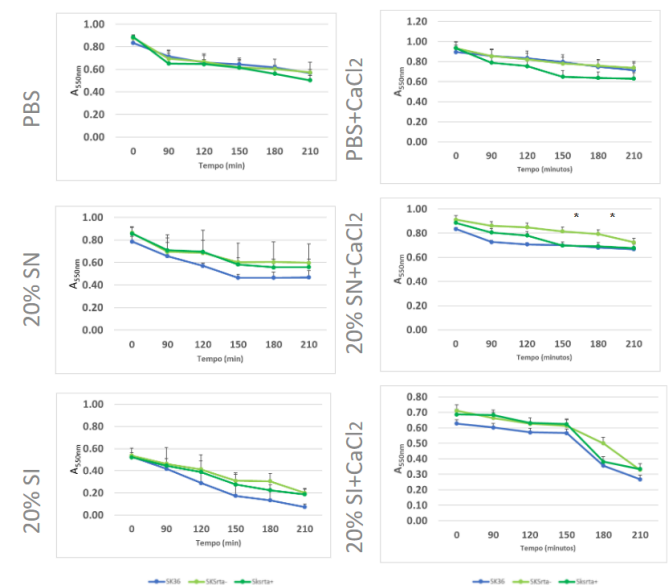 PBS
A550nm
1.00
0.80
0.60
0.40
0.20
0.00
0 90 120 150 180 210
Tempo (min)
PBS+CaCl2
A550nm
1.20
1.00
0.80
0.60
0.40
0.20
0.00
0 90 120 150 180 210
Tempo (minutos)
20% SN
A550nm
1.00
0.80
0.60
0.40
0.20
0.00
0 90 120 150 180 210
Tempo (min)
20% SN+CaCl2
A550nm
1.00
0.80
0.60
0.40
0.20
0.00
* *
0 90 120 150 180 210
Tempo (minutos)
20% SI
A550nm
1.00
0.80
0.60
0.40
0.20
0.00
0 90 120 150 180 210
Tempo (min)
20% SI+CaCl2
A550nm
0.80
0.70
0.60
0.50
0.40
0.30
0.20
0.10
0.00
0 90 120 150 180 210
Tempo (minutos)
SK36 SKSrta- Sksrta+
SK36 SKSrta- Sksrta+